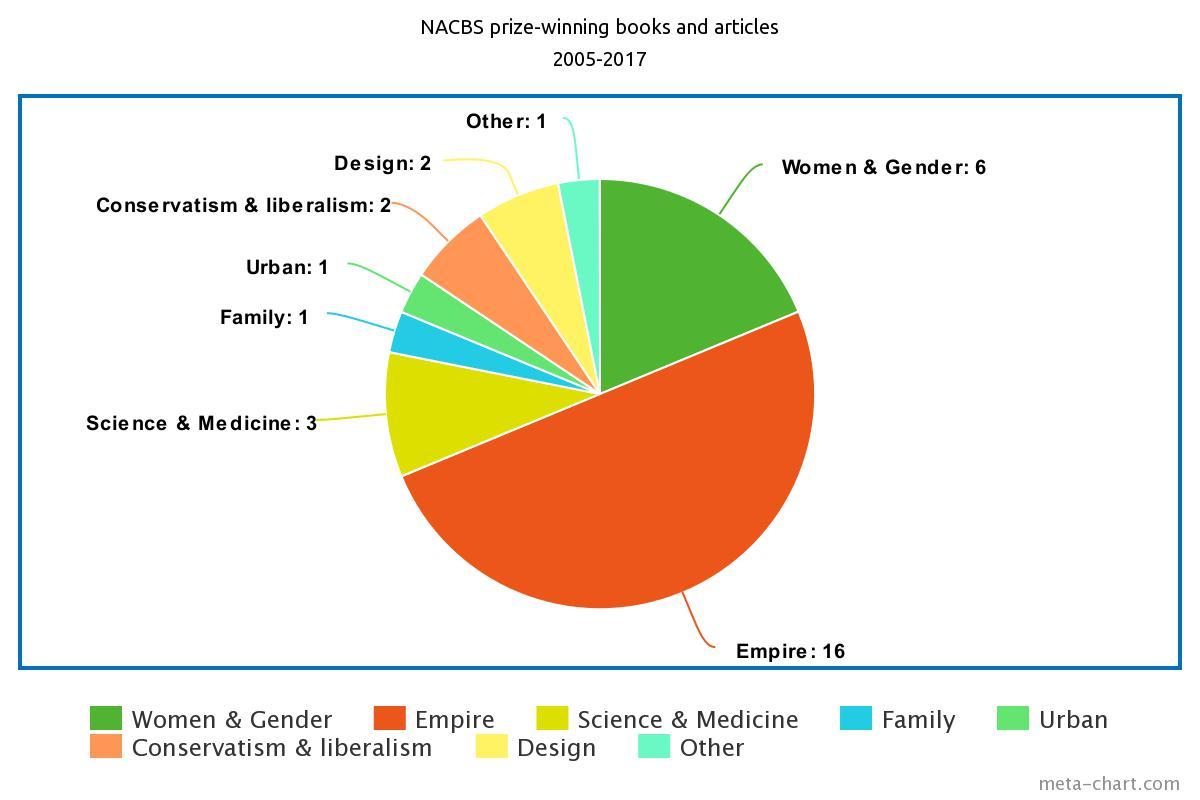 NACBS prize-winning books and articles
2005-2017
Other: 1
Design: 2
Women & Gender: 6
Conservatism & liberalism: 2
Urban: 1
Family: 1
Science & Medicine: 3
Empire: 16
Women & Gender Empire Science & Medicine Family Urban
Conservatism & liberalism Design Other
meta-chart.com